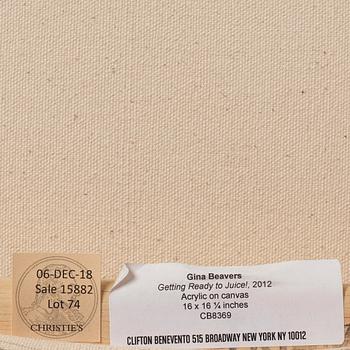 06-DEC-18
Sale 15882
Lot 74
CHRISTIE'S
Gina Beavers
Getting Ready to Juice!, 2012
Acrylic on canvas
16 x 16 ¼ inches
CB8369
CLIFTON BENEVENTO 515 BROADWAY NEW YORK NY 10012